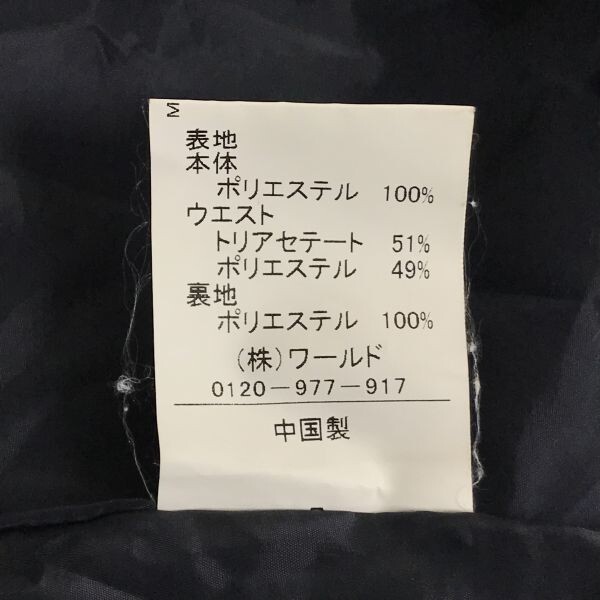 M
表地
本体
ポリエステル 100%
ウエスト
トリアセテート 51%
ポリエステル 49%
裏地
ポリエステル 100%
(株)ワールド
0120-977-917
中国製